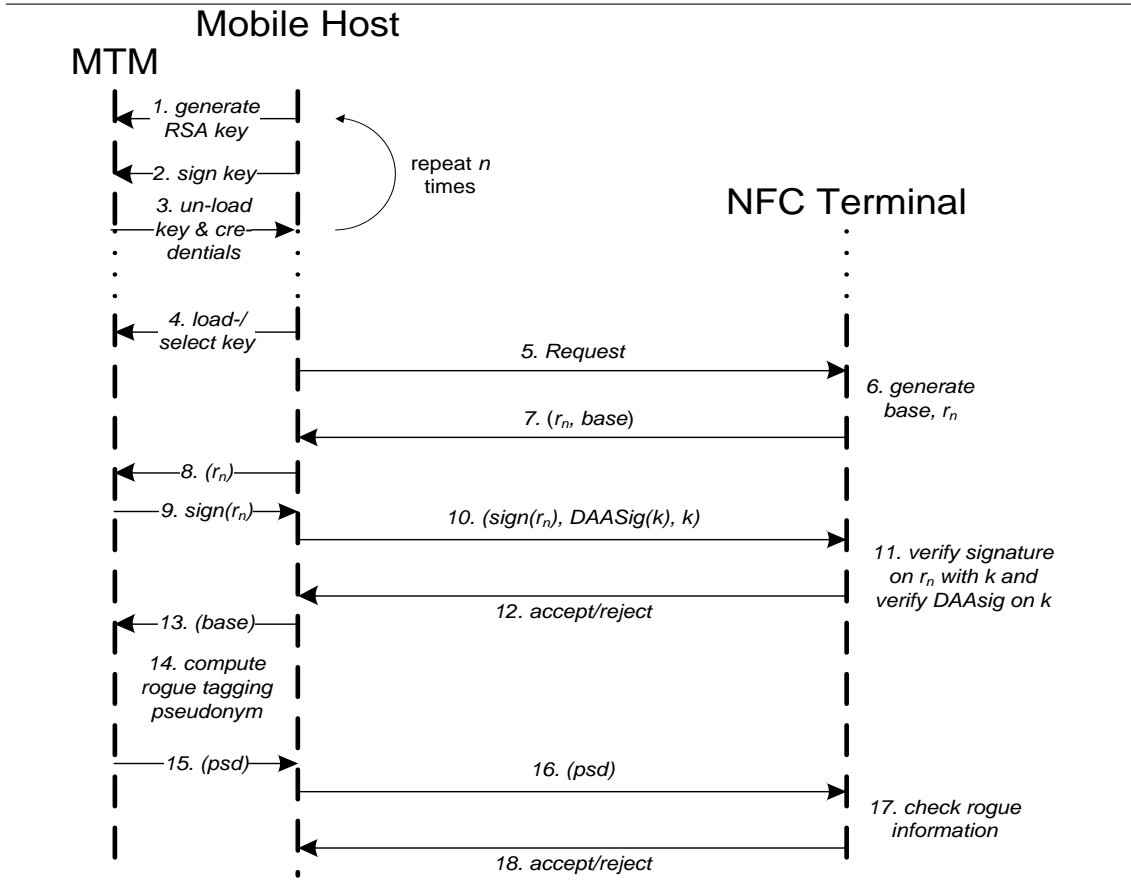 Mobile Host
MTM
1. generate
RSA key
2. sign key
3. un-load
key & cre-
dentials
repeat n
times
NFC Terminal
4. load-/
select key
5. Request
6. generate
base, rₙ
7. (rₙ, base)
8. (rₙ)
9. sign(rₙ)
10. (sign(rₙ), DAASig(k), k)
11. verify signature
on rₙ with k and
verify DAAsig on k
12. accept/reject
13. (base)
14. compute
rogue tagging
pseudonym
15. (psd)
16. (psd)
17. check rogue
information
18. accept/reject